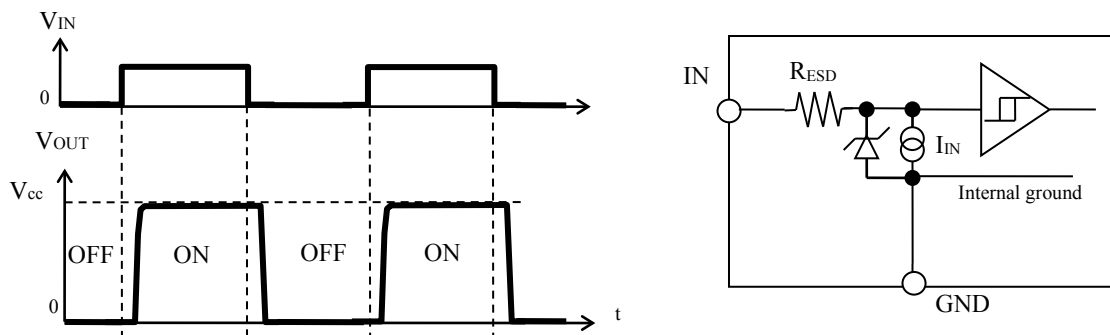 VIN
0
VOUT
Vcc
OFF
ON
OFF
ON
0
t
IN
RESD
IIN
Internal ground
GND